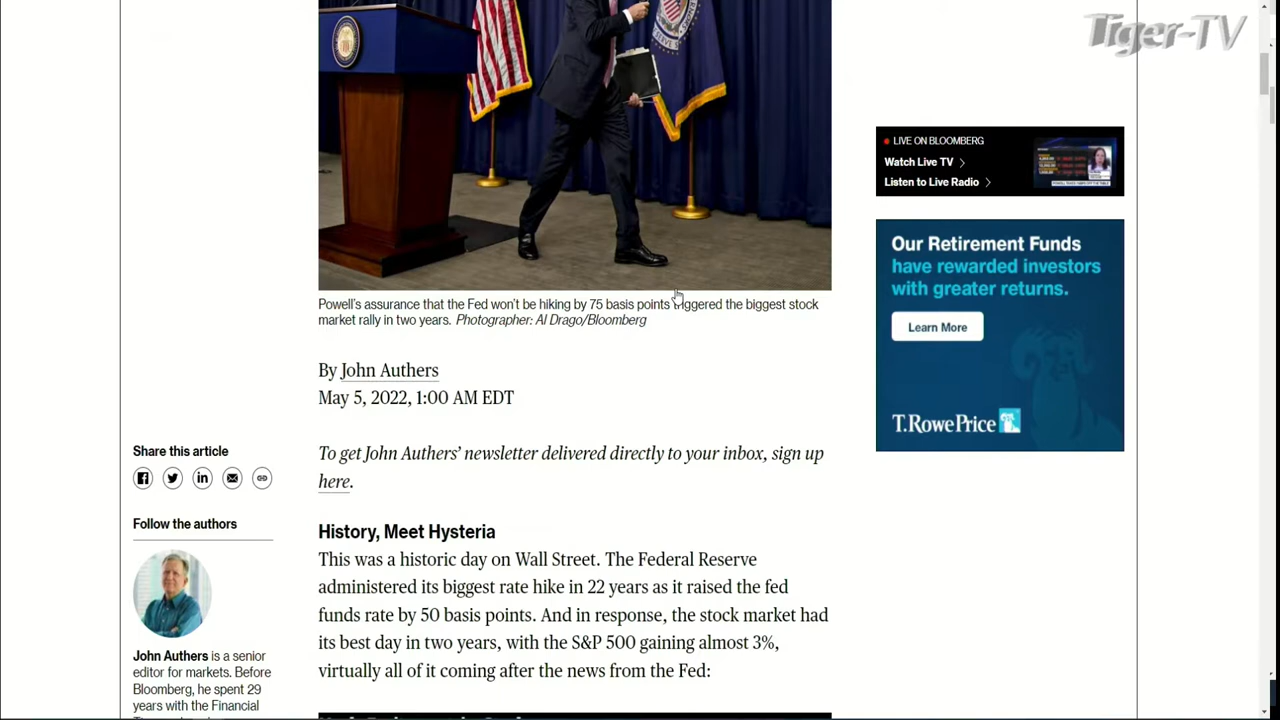 Tiger-TV
LIVE ON BLOOMBERG
Watch Live TV
Listen to Live Radio
Our Retirement Funds
have rewarded investors
with greater returns.
Learn More
T.RowePrice
Powell's assurance that the Fed won't be hiking by 75 basis points triggered the biggest stock
market rally in two years. Photographer: Al Drago/Bloomberg
By John Authers
May 5, 2022, 1:00 AM EDT
To get John Authers' newsletter delivered directly to your inbox, sign up
here.
Share this article
Follow the authors
John Authers is a senior
editor for markets. Before
Bloomberg, he spent 29
years with the Financial
History, Meet Hysteria
This was a historic day on Wall Street. The Federal Reserve
administered its biggest rate hike in 22 years as it raised the fed
funds rate by 50 basis points. And in response, the stock market had
its best day in two years, with the S&P 500 gaining almost 3%,
virtually all of it coming after the news from the Fed: